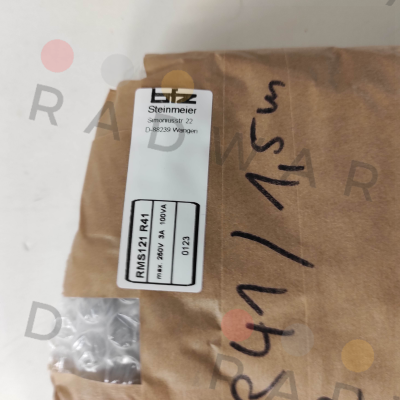 bfz
Steinmeier
Simoniusstr. 22
D-88239 Wangen
RMS121 R41
max. 250V 3A 100VA
0123
R41 / 1,5m
RADWAR